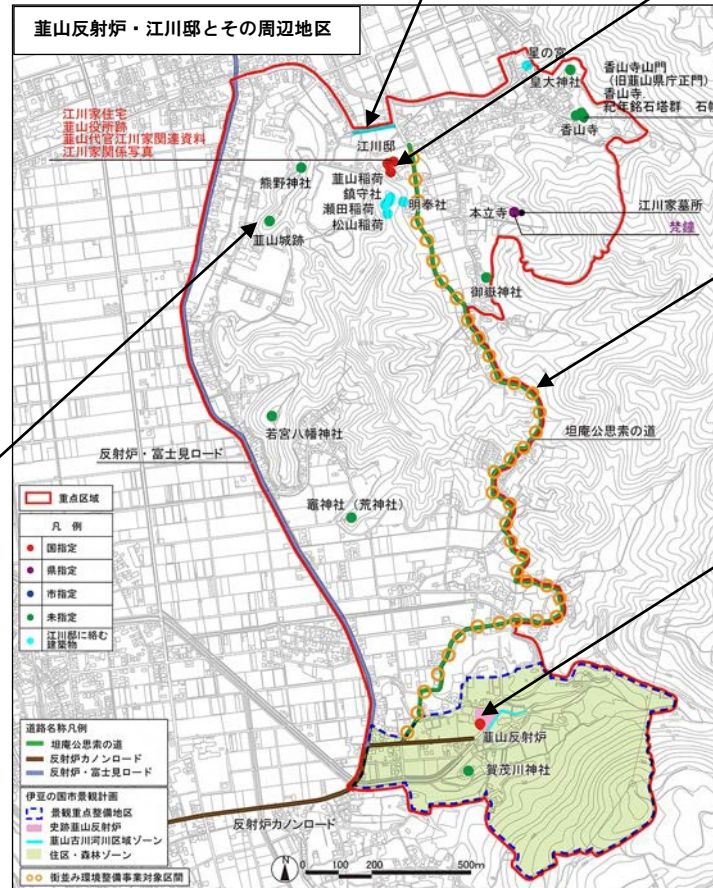 韮山反射炉・江川邸とその周辺地区
江川家住宅
韮山役所跡
韮山代官江川家関連資料
江川家関係写真
星の宮
皇大神社
香山寺山門
(旧韮山県庁正門)
香山寺
紀年銘石塔群 石幢
香山寺
江川邸
熊野神社
韮山稲荷
鎮守社
瀬田稲荷
松山稲荷
明奉社
本立寺
江川家墓所
梵鐘
韮山城跡
御嶽神社
若宮八幡神社
反射炉・富士見ロード
坦庵公思索の道
竈神社(荒神社)
重点区域
凡 例
国指定
県指定
市指定
未指定
江川邸に絡む
建築物
道路名称凡例
坦庵公思索の道
反射炉カノンロード
反射炉・富士見ロード
伊豆の国市景観計画
景観重点整備地区
史跡韮山反射炉
韮山古川河川区域ゾーン
住区・森林ゾーン
街並み環境整備事業対象区間
韮山反射炉
賀茂川神社
反射炉カノンロード
N
0 100 200 500m